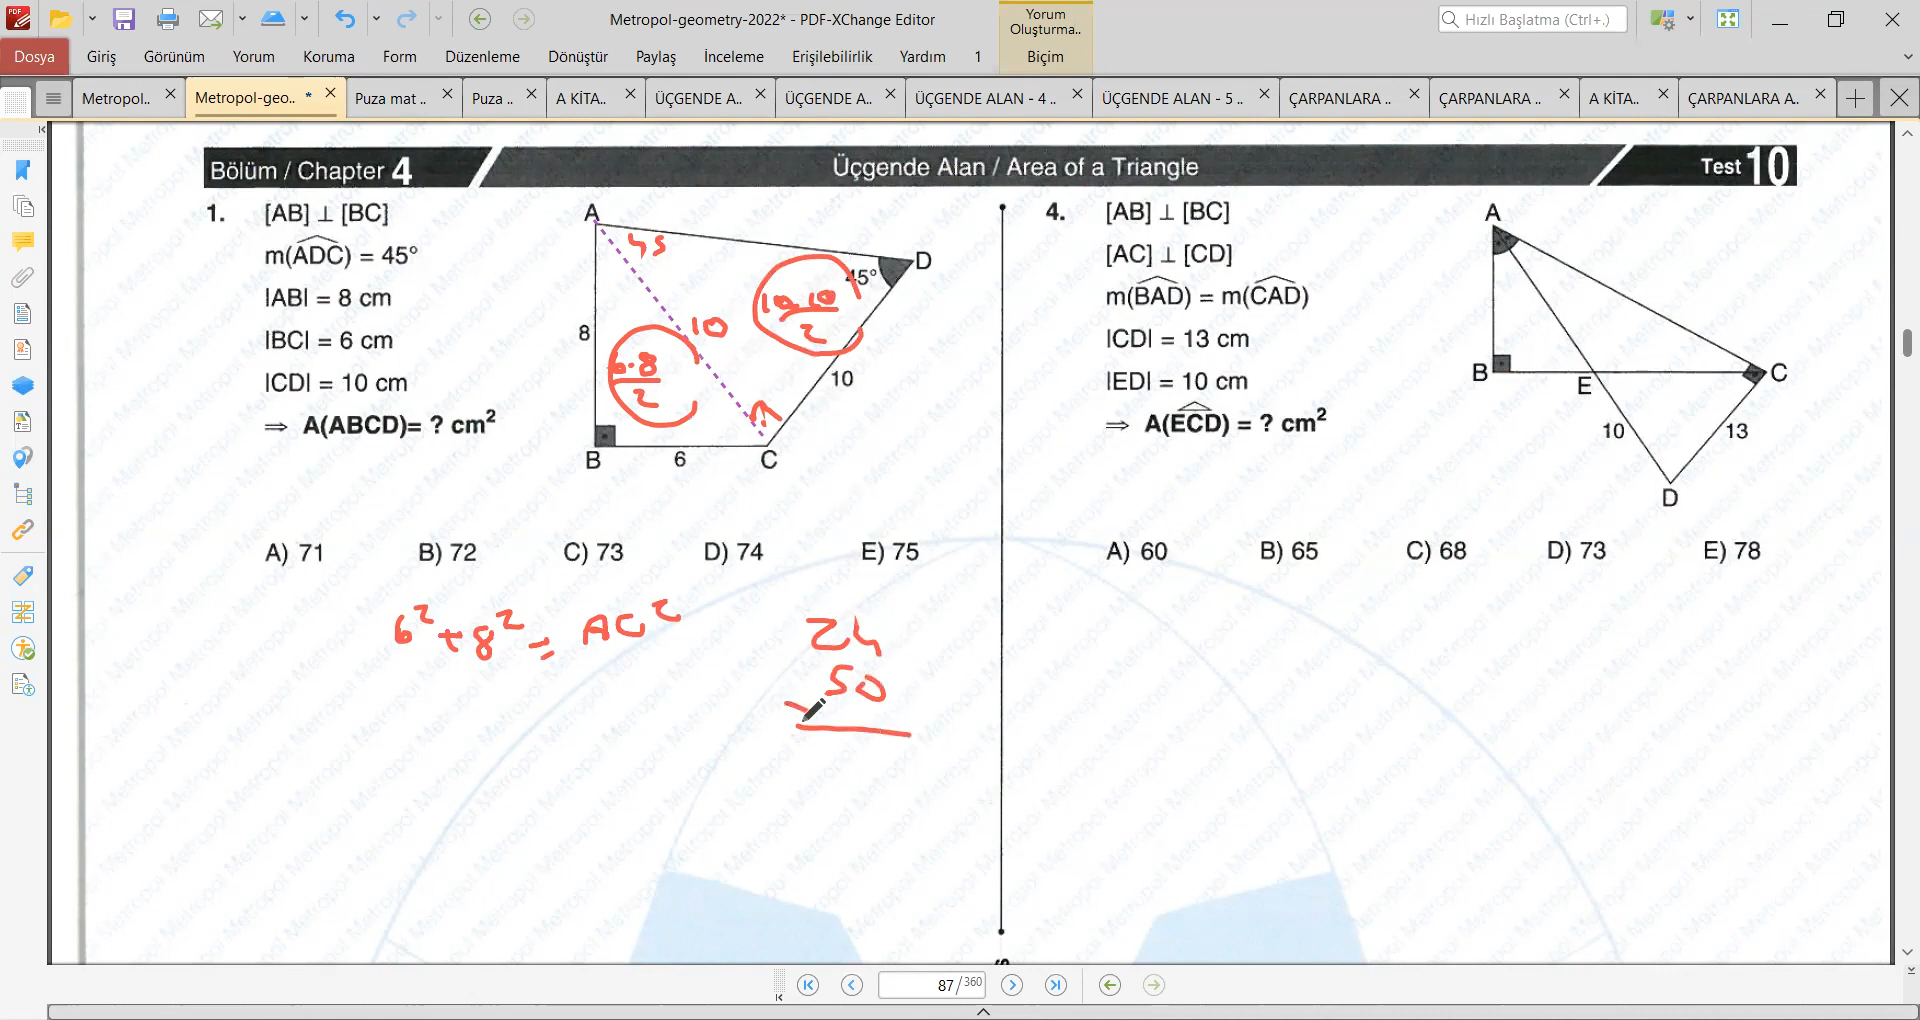 Metropol-geometry-2022* - PDF-XChange Editor
Yorum Oluşturma..
Hızlı Başlatma (Ctrl+.)
Dosya Giriş Görünüm Yorum Koruma Form Düzenleme Dönüştür Paylaş İnceleme Erişilebilirlik Yardım 1 Biçim
Metropol.. Metropol-geo.. * Puza mat .. Puza .. A KİTA.. ÜÇGENDE A.. ÜÇGENDE A.. ÜÇGENDE ALAN - 4 .. ÜÇGENDE ALAN - 5 .. ÇARPANLARA .. ÇARPANLARA .. A KİTA.. ÇARPANLARA A..
Bölüm / Chapter 4 Üçgende Alan / Area of a Triangle Test 10
1. [AB] ⊥ [BC]
m(ADC) = 45°
|AB| = 8 cm
|BC| = 6 cm
|CD| = 10 cm
⇒ A(ABCD)= ? cm²
A
D
45°
45
8
10
10.10
2
6.8
2
10
B 6 C
A) 71 B) 72 C) 73 D) 74 E) 75
6² + 8² = AC²
24
50
+
4. [AB] ⊥ [BC]
[AC] ⊥ [CD]
m(BAD) = m(CAD)
|CD| = 13 cm
|ED| = 10 cm
⇒ A(ECD) = ? cm²
A
B E C
10 13
D
A) 60 B) 65 C) 68 D) 73 E) 78
87 / 360